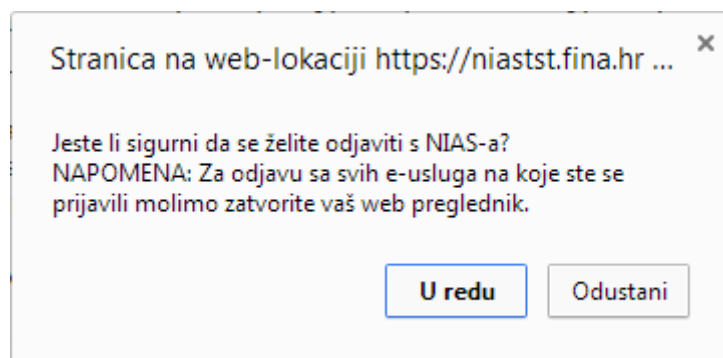 Stranica na web-lokaciji https://niastst.fina.hr ...
Jeste li sigurni da se želite odjaviti s NIAS-a?
NAPOMENA: Za odjavu sa svih e-usluga na koje ste se
prijavili molimo zatvorite vaš web preglednik.
U redu
Odustani